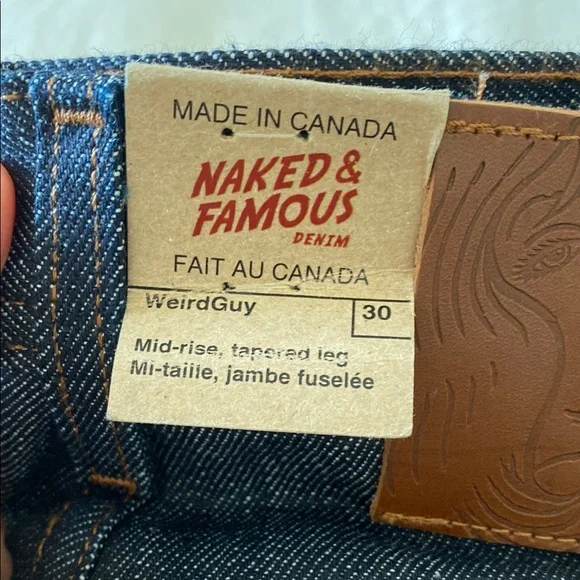 MADE IN CANADA
NAKED &
FAMOUS
DENIM
FAIT AU CANADA
WeirdGuy 30
Mid-rise, tapered leg
Mi-taille, jambe fuselée